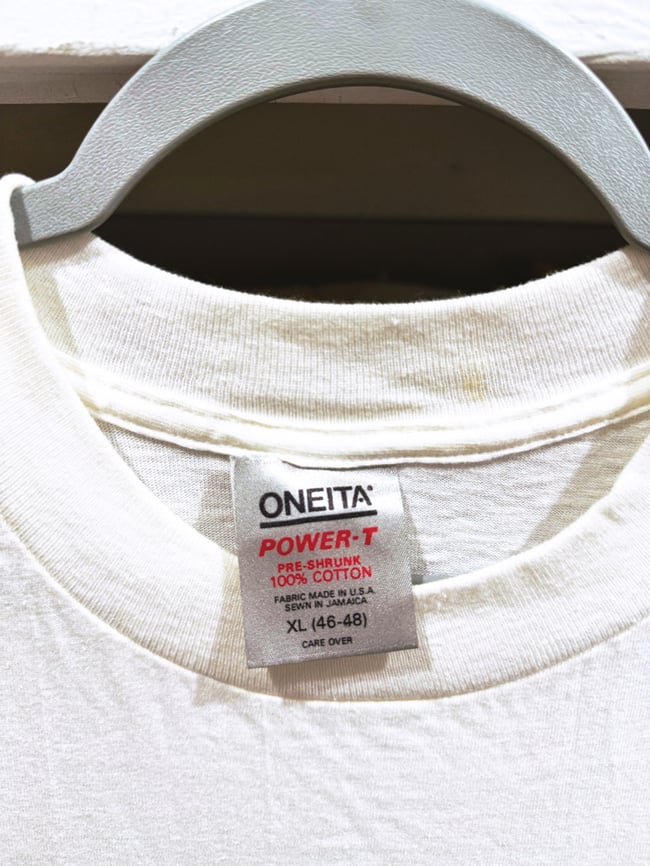 ONEITA®
POWER-T
PRE-SHRUNK
100% COTTON
FABRIC MADE IN U.S.A.
SEWN IN JAMAICA
XL (46-48)
CARE OVER